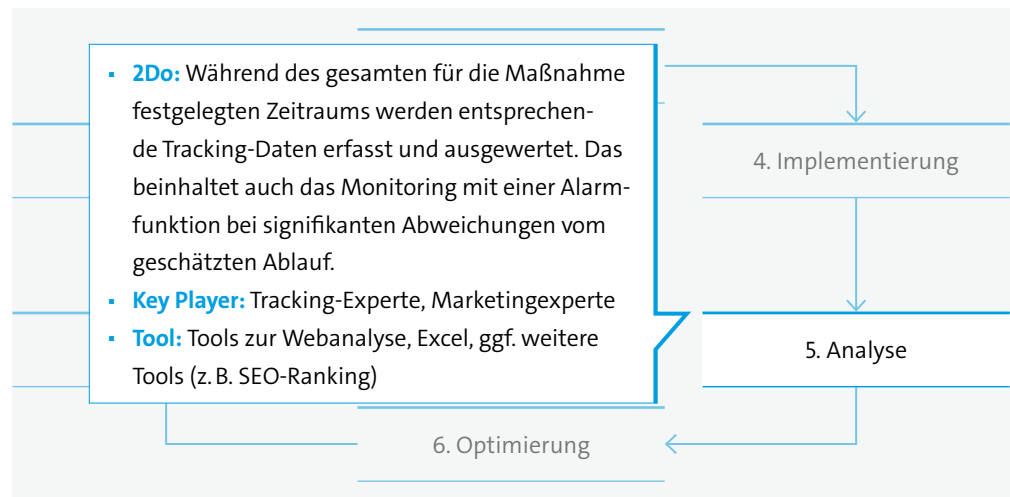 ▪ 2Do: Während des gesamten für die Maßnahme
festgelegten Zeitraums werden entsprechen-
de Tracking-Daten erfasst und ausgewertet. Das
beinhaltet auch das Monitoring mit einer Alarm-
funktion bei signifikanten Abweichungen vom
geschätzten Ablauf.
▪ Key Player: Tracking-Experte, Marketingexperte
▪ Tool: Tools zur Webanalyse, Excel, ggf. weitere
Tools (z. B. SEO-Ranking)
4. Implementierung
5. Analyse
6. Optimierung